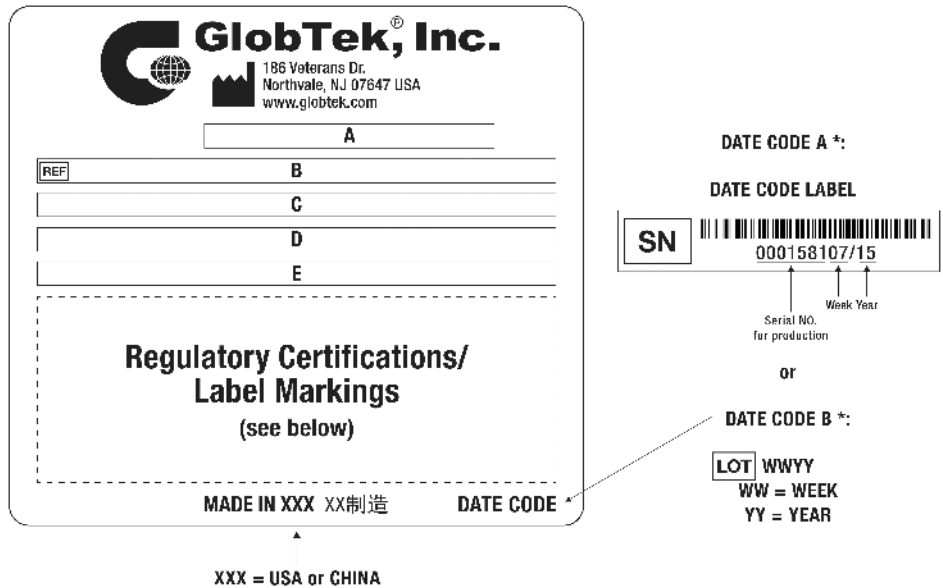 GlobTek®, Inc.
186 Veterans Dr.
Northvale, NJ 07647 USA
www.globtek.com
A
REF B
C
D
E
Regulatory Certifications/
Label Markings
(see below)
MADE IN XXX XX制造 DATE CODE
XXX = USA or CHINA
DATE CODE A *:
DATE CODE LABEL
SN
000158107/15
Week Year
Serial NO.
for production
or
DATE CODE B *:
LOT WWYY
WW = WEEK
YY = YEAR